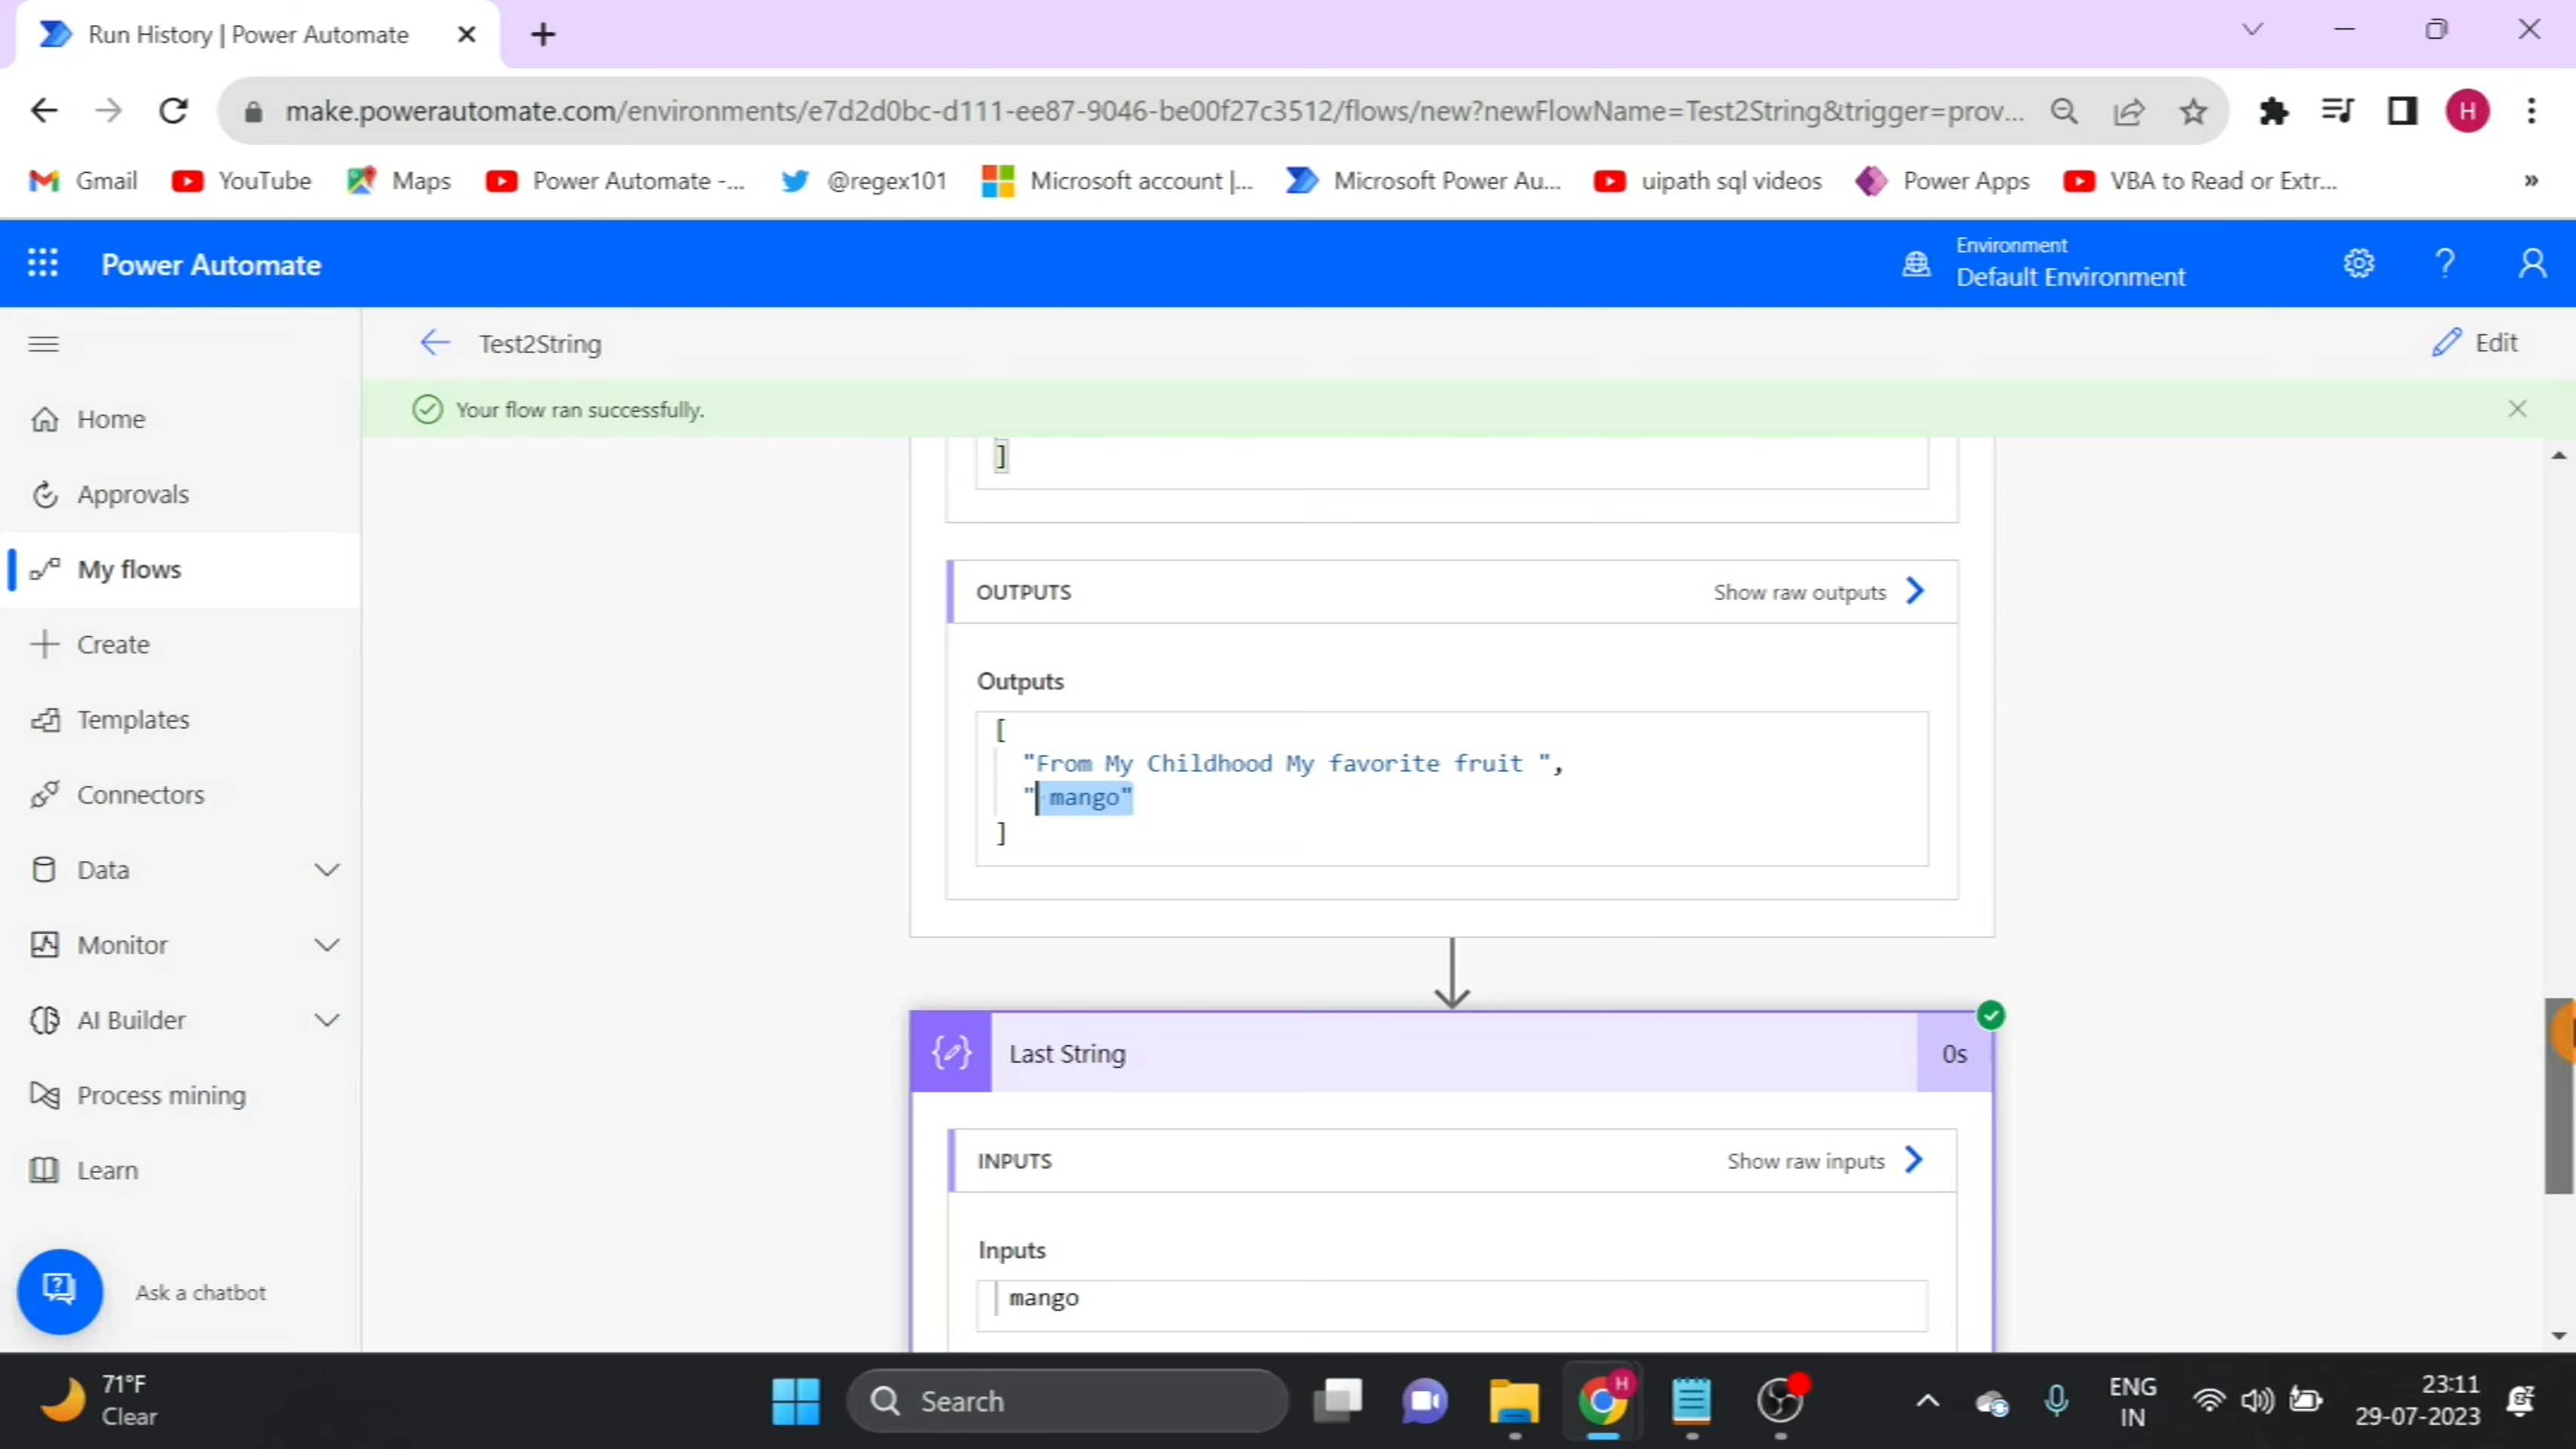 Run History | Power Automate
make.powerautomate.com/environments/e7d2d0bc-d111-ee87-9046-be00f27c3512/flows/new?newFlowName=Test2String&trigger=prov...
H
Gmail
YouTube
Maps
Power Automate -...
@regex101
Microsoft account |...
Microsoft Power Au...
uipath sql videos
Power Apps
VBA to Read or Extr...
»
Power Automate
Environment
Default Environment
Test2String
Edit
Your flow ran successfully.
Home
Approvals
My flows
Create
Templates
Connectors
Data
Monitor
AI Builder
Process mining
Learn
Ask a chatbot
]
OUTPUTS
Show raw outputs
Outputs
[
"From My Childhood My favorite fruit ",
" mango"
]
Last String
0s
INPUTS
Show raw inputs
Inputs
mango
71°F
Clear
Search
H
ENG
IN
23:11
29-07-2023